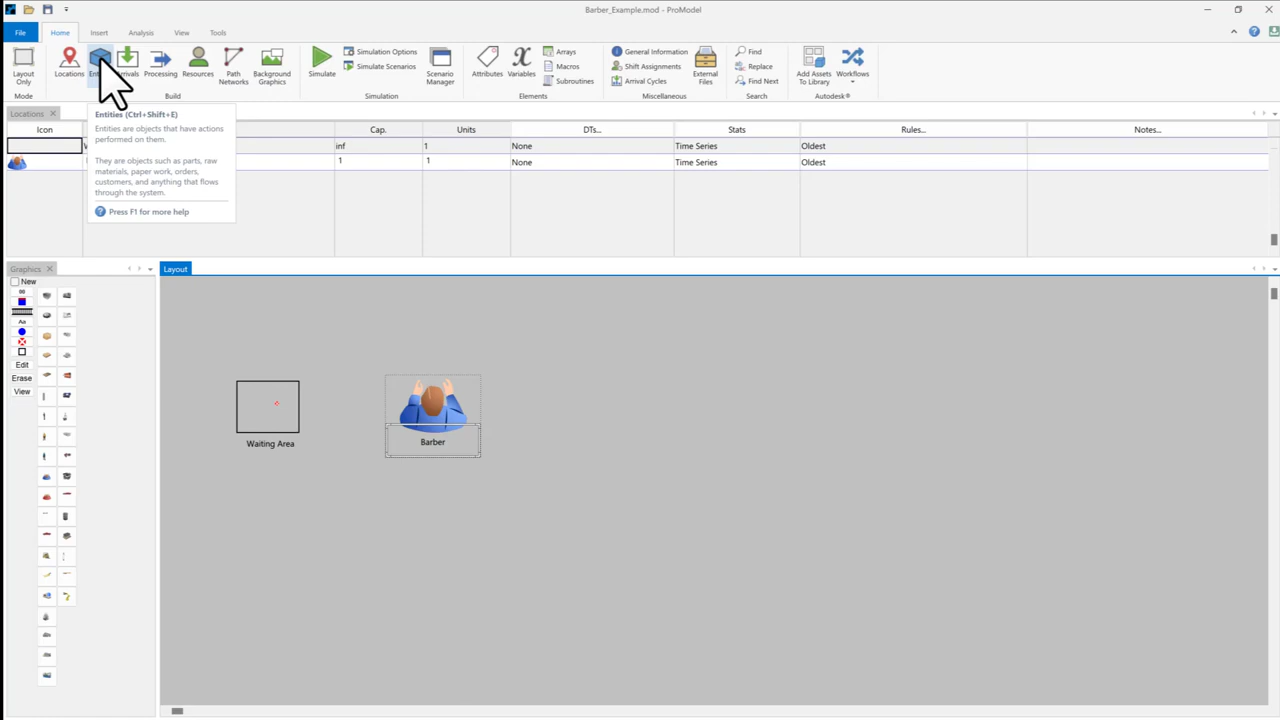 Barber_Example.mod - ProModel
File Home Insert Analysis View Tools
Layout Only
Mode
Locations
Processing
Resources
Path Networks
Background Graphics
Build
Simulate
Simulation Options
Simulate Scenarios
Scenario Manager
Simulation
Attributes
Variables
Arrays
Macros
Subroutines
Elements
General Information
Shift Assignments
Arrival Cycles
External Files
Miscellaneous
Find
Replace
Find Next
Search
Add Assets To Library
Workflows
Autodesk®
Locations
Icon Cap. Units DTs... Stats Rules... Notes...
inf 1 None Time Series Oldest
1 1 None Time Series Oldest
Entities (Ctrl+Shift+E)
Entities are objects that have actions
performed on them.
They are objects such as parts, raw
materials, paper work, orders,
customers, and anything that flows
through the system.
Press F1 for more help
Graphics
New
Aa
Edit
Erase
View
Layout
Waiting Area
Barber